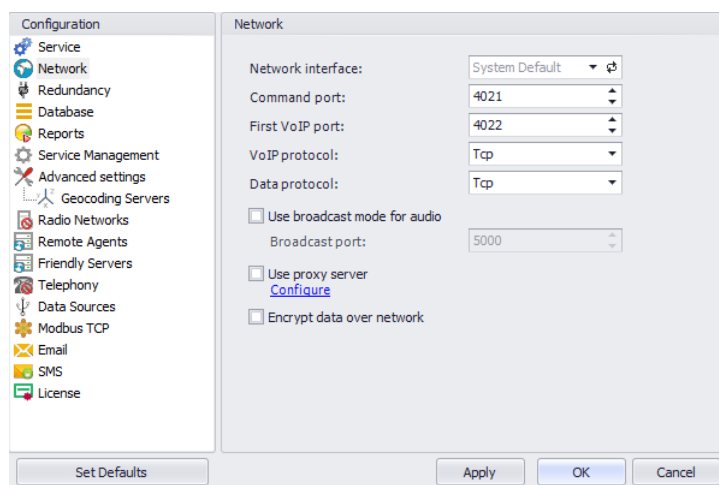 Configuration
Service
Network
Redundancy
Database
Reports
Service Management
Advanced settings
Geocoding Servers
Radio Networks
Remote Agents
Friendly Servers
Telephony
Data Sources
Modbus TCP
Email
SMS
License
Set Defaults
Network
Network interface: System Default
Command port: 4021
First VoIP port: 4022
VoIP protocol: Tcp
Data protocol: Tcp
Use broadcast mode for audio
Broadcast port: 5000
Use proxy server
Configure
Encrypt data over network
Apply OK Cancel